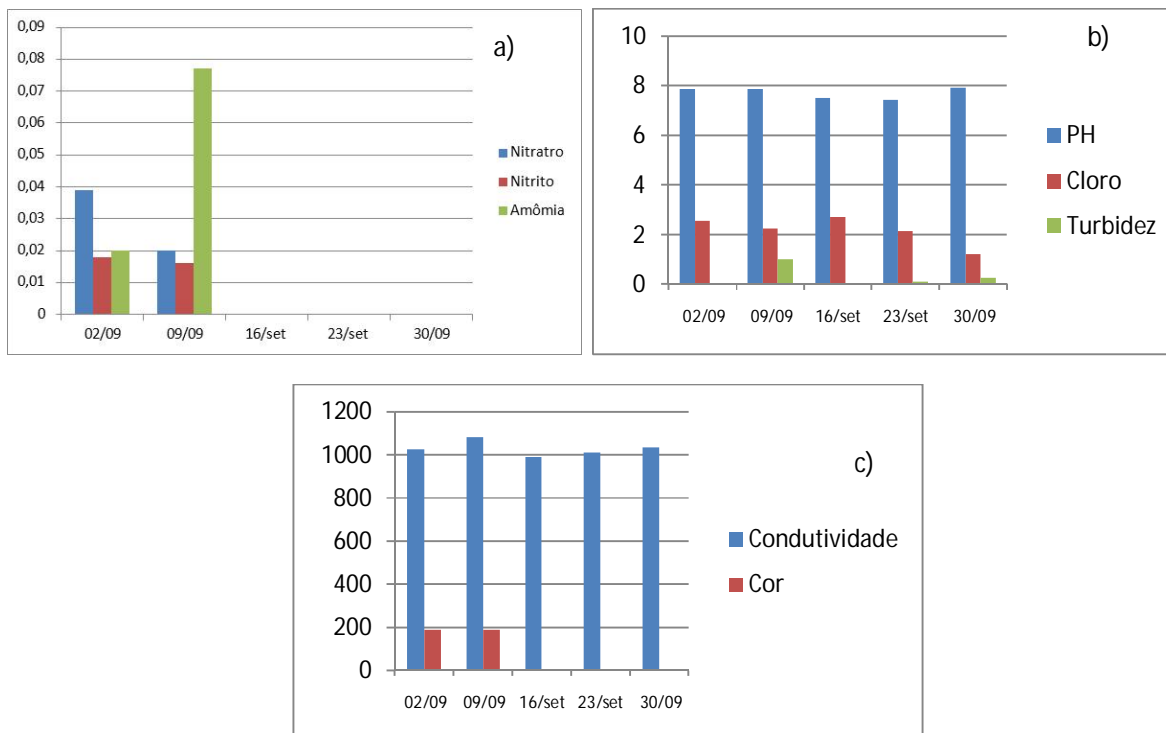 a)
0,09
0,08
0,07
0,06
0,05
0,04
0,03
0,02
0,01
0
02/09 09/09 16/set 23/set 30/09
Nitratro
Nitrito
Amômia
b)
10
8
6
4
2
0
02/09 09/09 16/set 23/set 30/09
PH
Cloro
Turbidez
c)
1200
1000
800
600
400
200
0
02/09 09/09 16/set 23/set 30/09
Condutividade
Cor